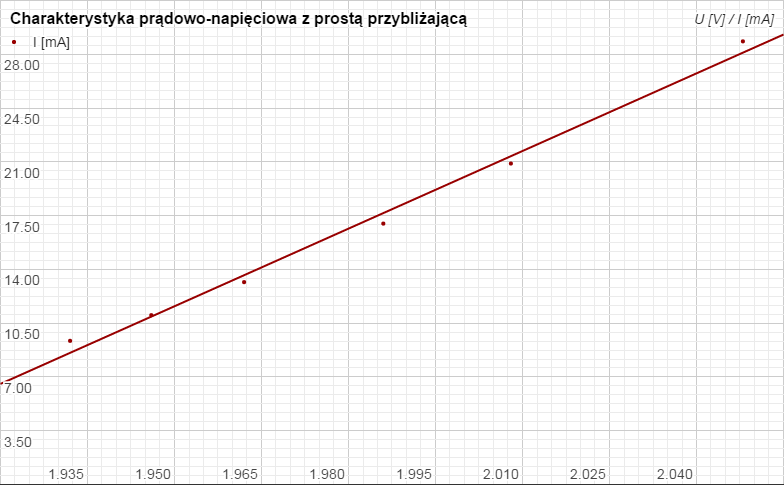 Charakterystyka prądowo-napięciowa z prostą przybliżającą
U [V] / I [mA]
I [mA]
28.00
24.50
21.00
17.50
14.00
10.50
7.00
3.50
1.935 1.950 1.965 1.980 1.995 2.010 2.025 2.040